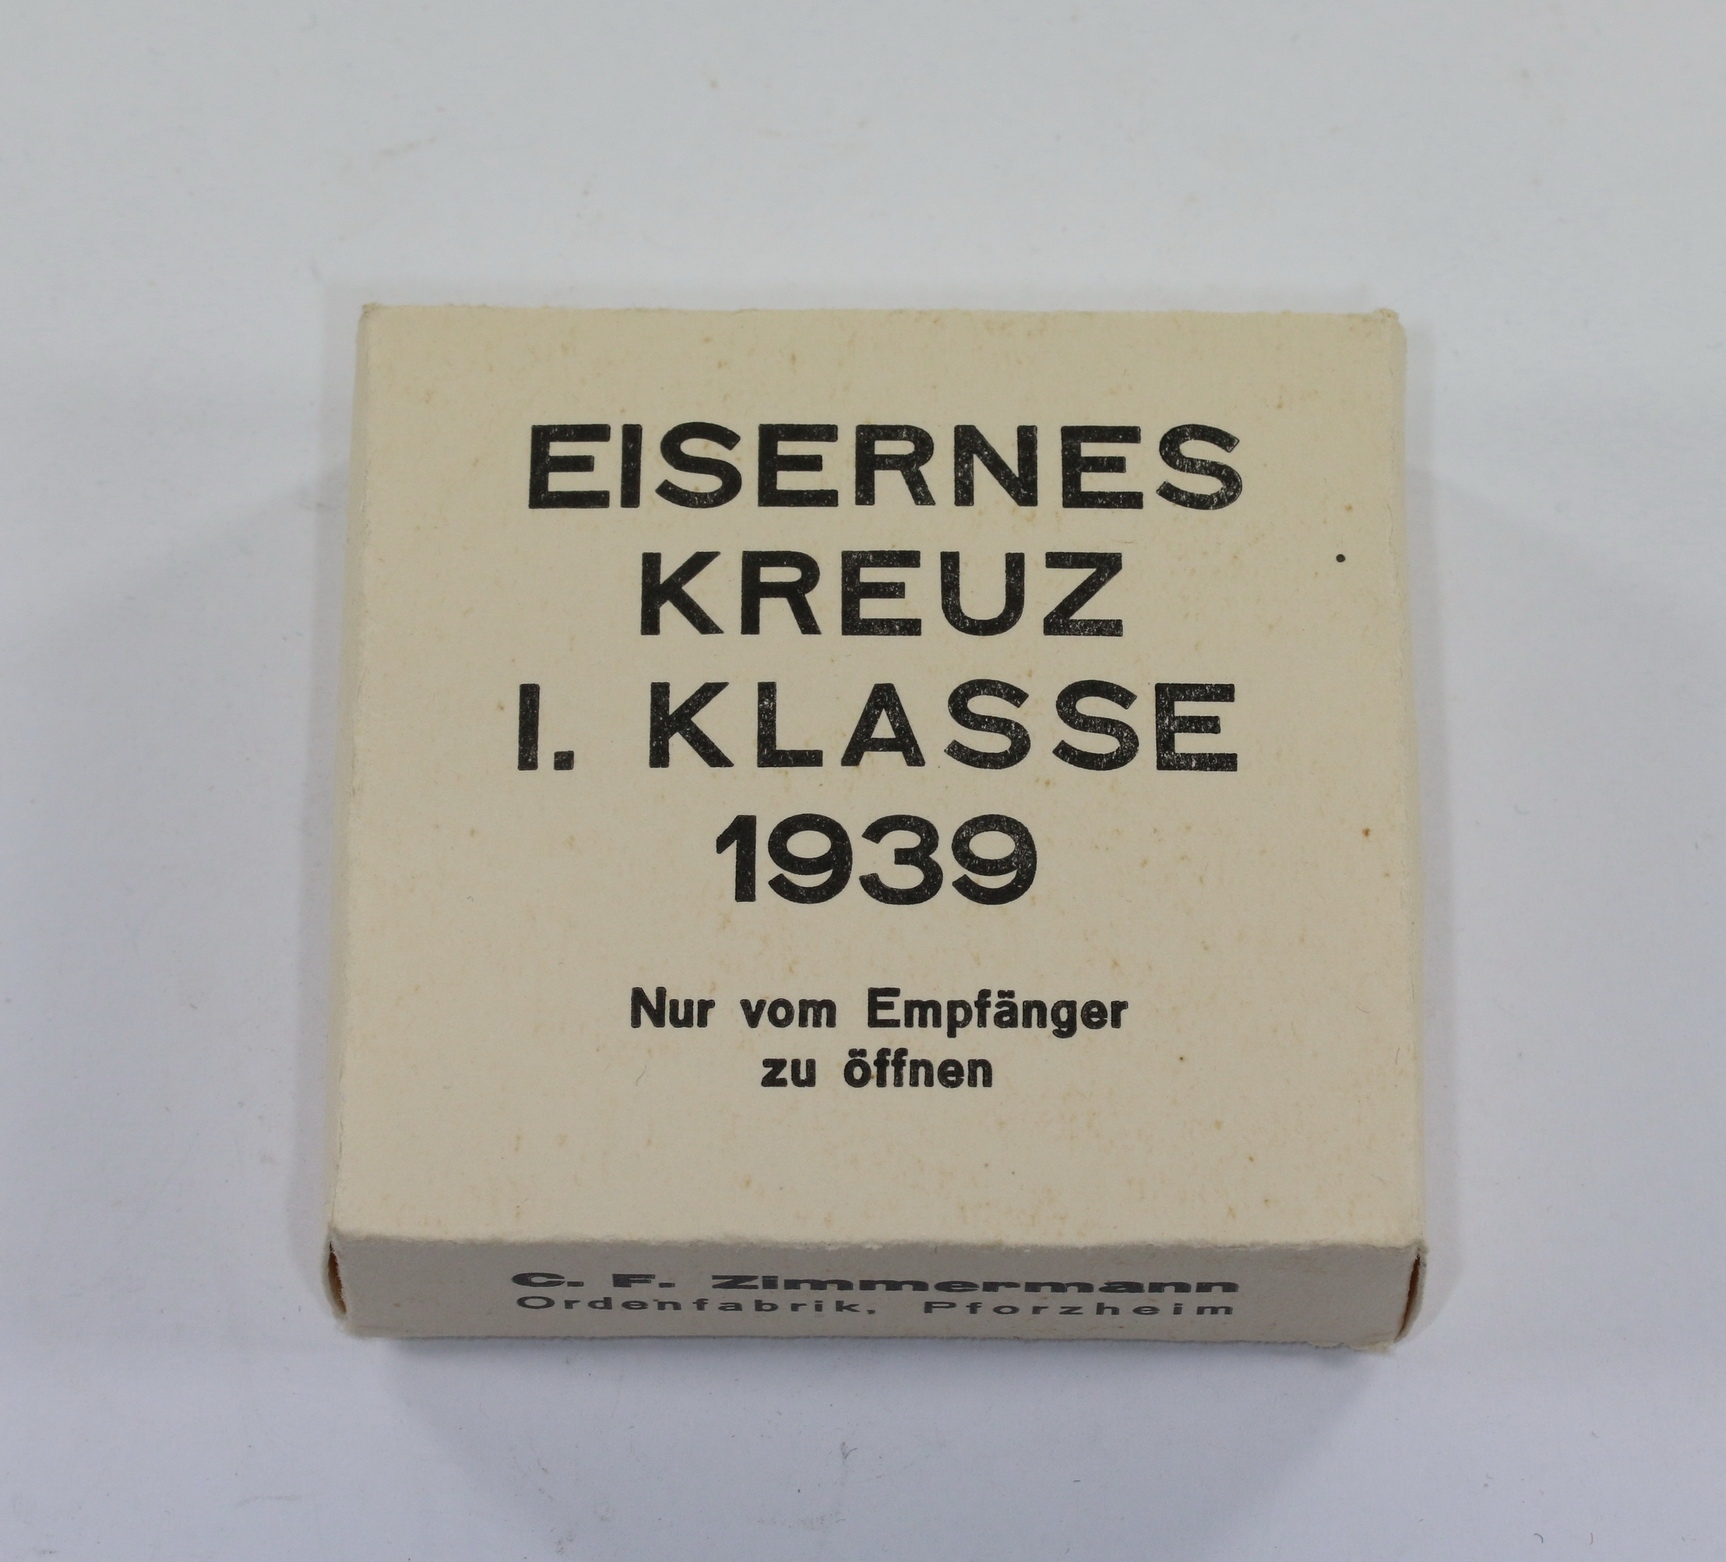 EISERNES
KREUZ
I. KLASSE
1939
Nur vom Empfänger
zu öffnen
C. F. Zimmermann
Ordenfabrik, Pforzheim